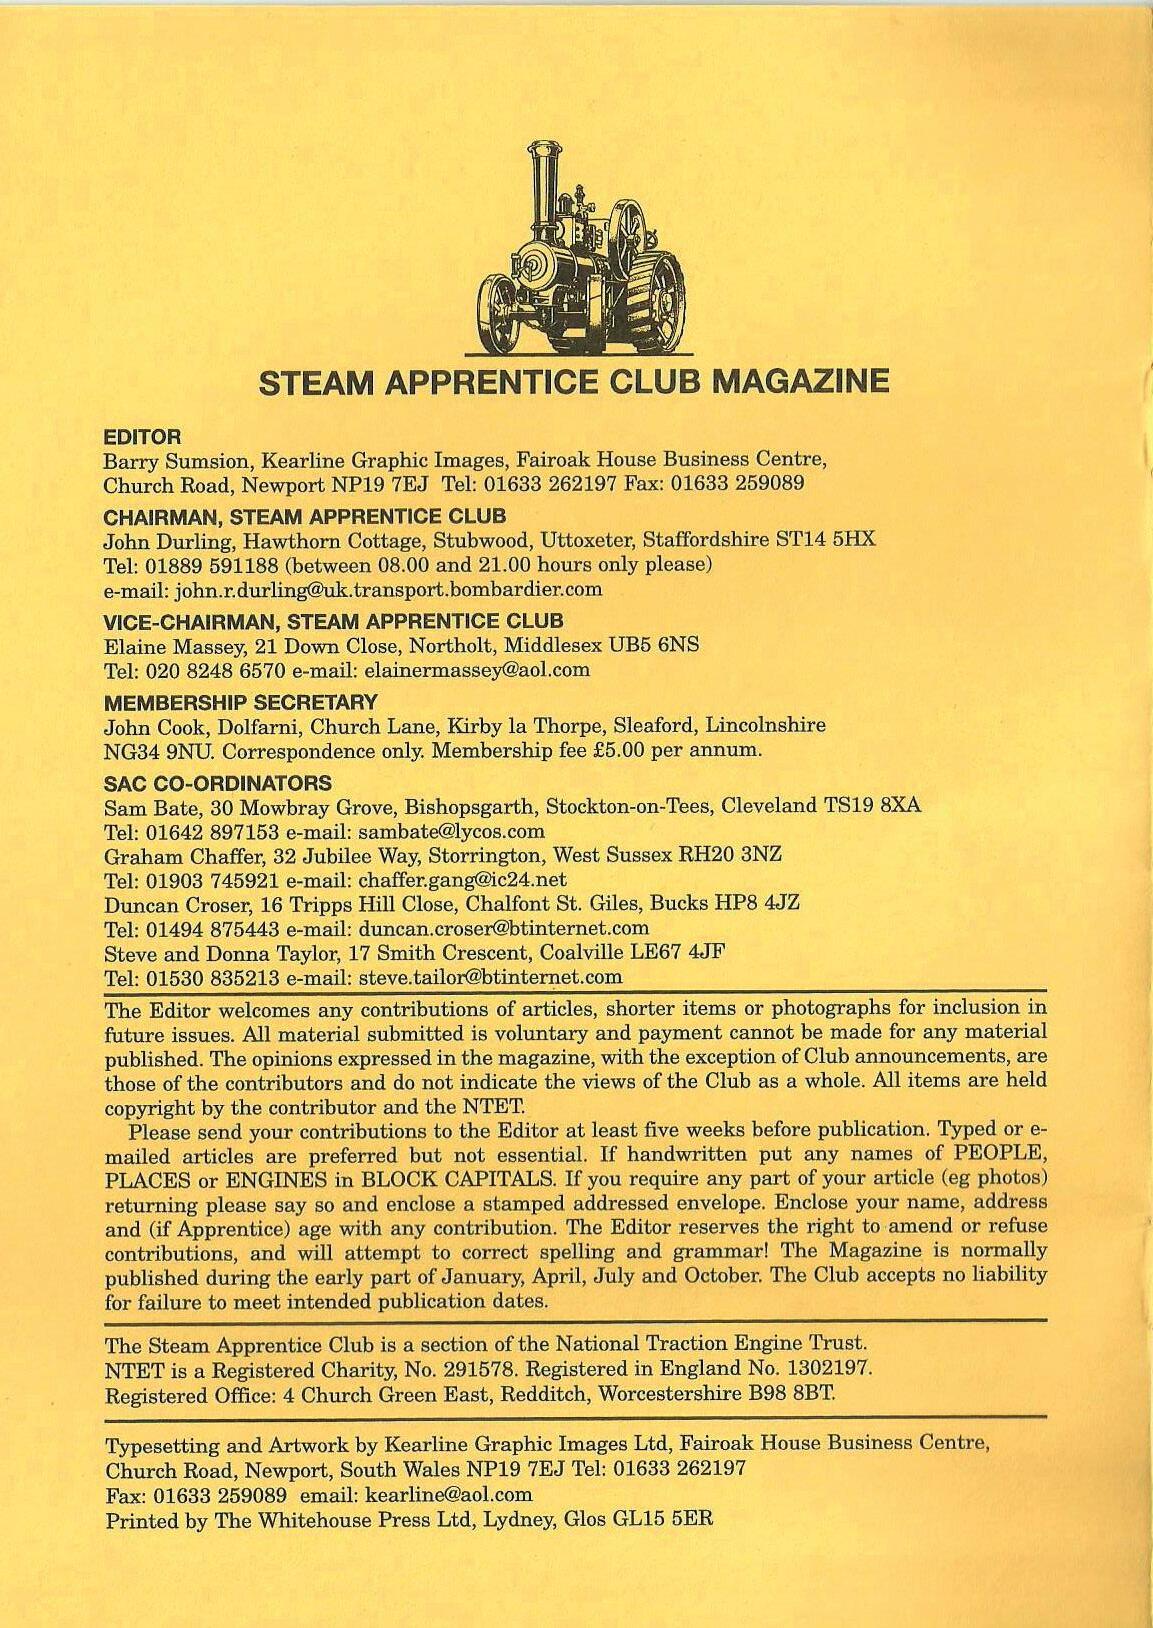 STEAM APPRENTICE CLUB MAGAZINE
EDITOR
Barry Sumsion, Kearline Graphic Images, Fairoak House Business Centre,
Church Road, Newport NP19 7EJ Tel: 01633 262197 Fax: 01633 259089
CHAIRMAN, STEAM APPRENTICE CLUB
John Durling, Hawthorn Cottage, Stubwood, Uttoxeter, Staffordshire ST14 5HX
Tel: 01889 591188 (between 08.00 and 21.00 hours only please)
e-mail: john.r.durling@uk.transport.bombardier.com
VICE-CHAIRMAN, STEAM APPRENTICE CLUB
Elaine Massey, 21 Down Close, Northolt, Middlesex UB5 6NS
Tel: 020 8248 6570 e-mail: elainermassey@aol.com
MEMBERSHIP SECRETARY
John Cook, Dolfarni, Church Lane, Kirby la Thorpe, Sleaford, Lincolnshire
NG34 9NU. Correspondence only. Membership fee £5.00 per annum.
SAC CO-ORDINATORS
Sam Bate, 30 Mowbray Grove, Bishopsgarth, Stockton-on-Tees, Cleveland TS19 8XA
Tel: 01642 897153 e-mail: sambate@lycos.com
Graham Chaffer, 32 Jubilee Way, Storrington, West Sussex RH20 3NZ
Tel: 01903 745921 e-mail: chaffer.gang@ic24.net
Duncan Croser, 16 Tripps Hill Close, Chalfont St. Giles, Bucks HP8 4JZ
Tel: 01494 875443 e-mail: duncan.croser@btinternet.com
Steve and Donna Taylor, 17 Smith Crescent, Coalville LE67 4JF
Tel: 01530 835213 e-mail: steve.tailor@btinternet.com
The Editor welcomes any contributions of articles, shorter items or photographs for inclusion in
future issues. All material submitted is voluntary and payment cannot be made for any material
published. The opinions expressed in the magazine, with the exception of Club announcements, are
those of the contributors and do not indicate the views of the Club as a whole. All items are held
copyright by the contributor and the NTET.
Please send your contributions to the Editor at least five weeks before publication. Typed or e-
mailed articles are preferred but not essential. If handwritten put any names of PEOPLE,
PLACES or ENGINES in BLOCK CAPITALS. If you require any part of your article (eg photos)
returning please say so and enclose a stamped addressed envelope. Enclose your name, address
and (if Apprentice) age with any contribution. The Editor reserves the right to amend or refuse
contributions, and will attempt to correct spelling and grammar! The Magazine is normally
published during the early part of January, April, July and October. The Club accepts no liability
for failure to meet intended publication dates.
The Steam Apprentice Club is a section of the National Traction Engine Trust.
NTET is a Registered Charity, No. 291578. Registered in England No. 1302197.
Registered Office: 4 Church Green East, Redditch, Worcestershire B98 8BT.
Typesetting and Artwork by Kearline Graphic Images Ltd, Fairoak House Business Centre,
Church Road, Newport, South Wales NP19 7EJ Tel: 01633 262197
Fax: 01633 259089 email: kearline@aol.com
Printed by The Whitehouse Press Ltd, Lydney, Glos GL15 5ER